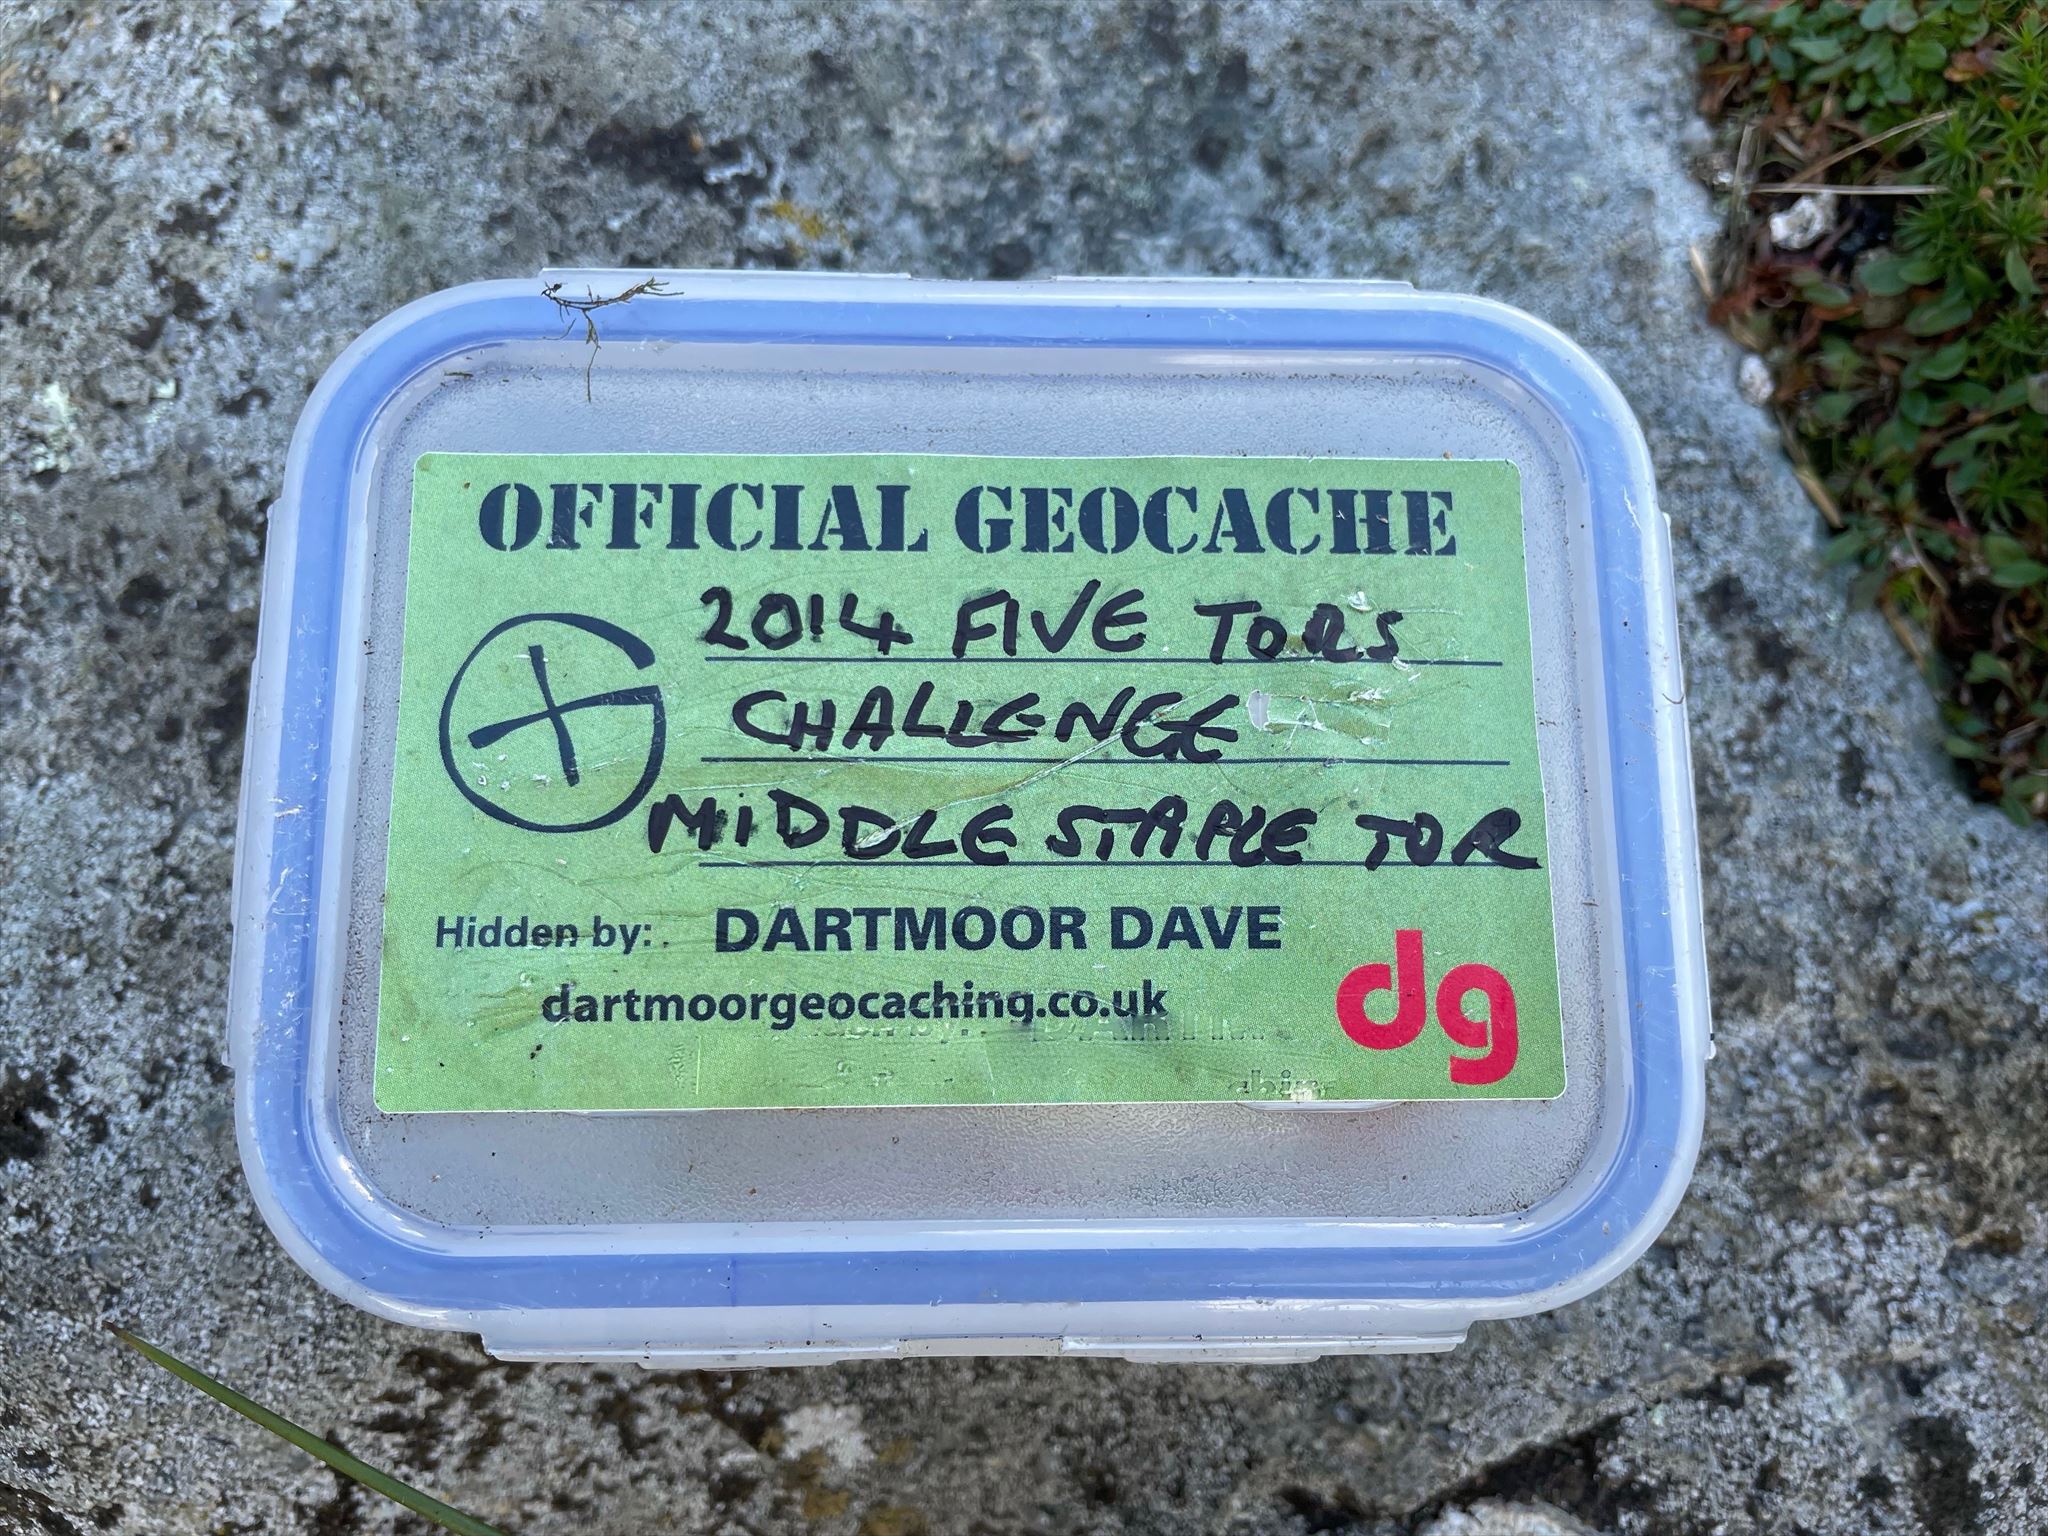 OFFICIAL GEOCACHE
2014 FIVE TORS
CHALLENGE
MiDDLE STAPLE TOR
Hidden by: DARTMOOR DAVE
dartmoorgeocaching.co.uk
dg